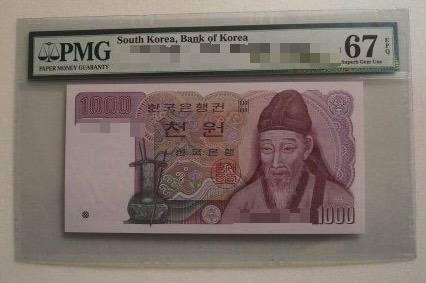 PMG
PAPER MONEY GUARANTY
South Korea, Bank of Korea
67 EPQ
Superb Gem Unc
1000
한국은행권
천 원
한국은행
1000